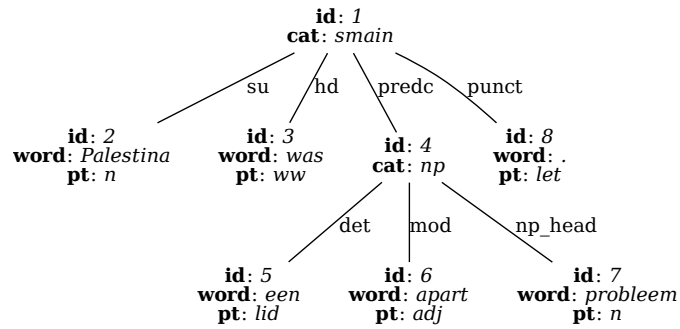 id: 1
cat: smain
su hd predc punct
id: 2
word: Palestina
pt: n
id: 3
word: was
pt: ww
id: 4
cat: np
id: 8
word: .
pt: let
det mod np_head
id: 5
word: een
pt: lid
id: 6
word: apart
pt: adj
id: 7
word: probleem
pt: n